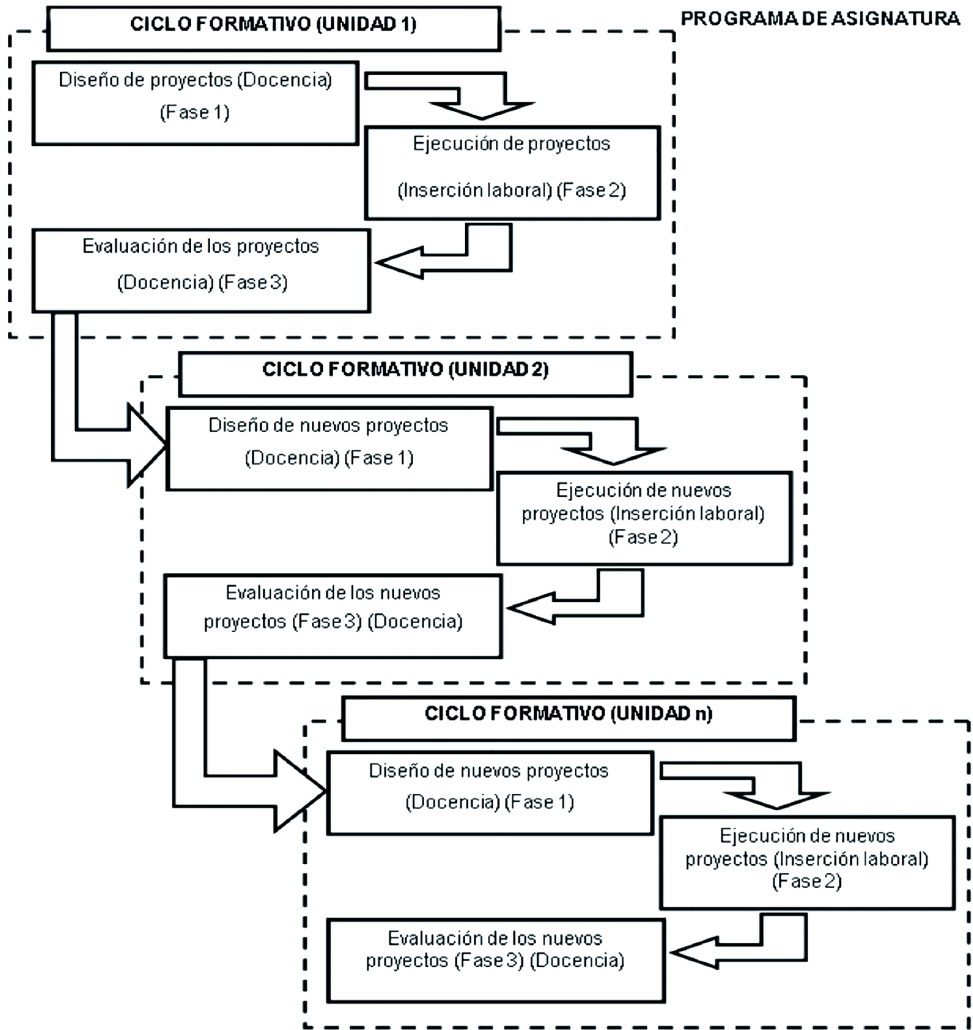 PROGRAMA DE ASIGNATURA
CICLO FORMATIVO (UNIDAD 1)
Diseño de proyectos (Docencia)
(Fase 1)
Ejecución de proyectos
(Inserción laboral) (Fase 2)
Evaluación de los proyectos
(Docencia) (Fase 3)
CICLO FORMATIVO (UNIDAD 2)
Diseño de nuevos proyectos
(Docencia) (Fase 1)
Ejecución de nuevos
proyectos (Inserción laboral)
(Fase 2)
Evaluación de los nuevos
proyectos (Fase 3) (Docencia)
CICLO FORMATIVO (UNIDAD n)
Diseño de nuevos proyectos
(Docencia) (Fase 1)
Ejecución de nuevos
proyectos (Inserción laboral)
(Fase 2)
Evaluación de los nuevos
proyectos (Fase 3) (Docencia)